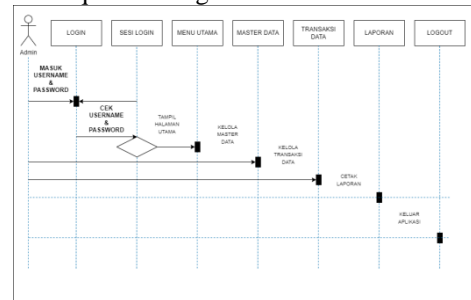 LOGIN
SESI LOGIN
MENU UTAMA
MASTER DATA
TRANSAKSI
DATA
LAPORAN
LOGOUT
Admin
MASUK
USERNAME
&
PASSWORD
CEK
USERNAME
&
PASSWORD
TAMPIL
HALAMAN
UTAMA
KELOLA
MASTER
DATA
KELOLA
TRANSAKSI
DATA
CETAK
LAPORAN
KELUAR
APLIKASI